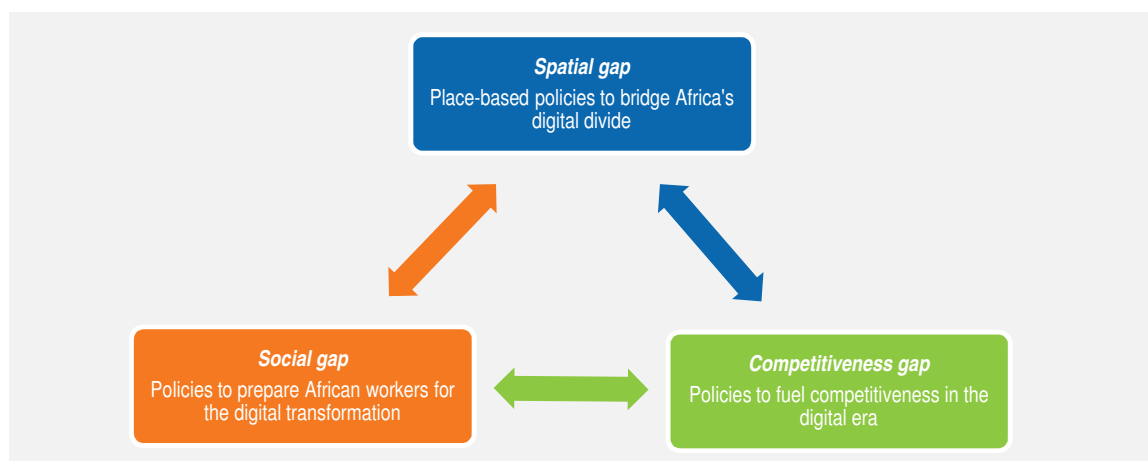 Spatial gap
Place-based policies to bridge Africa's
digital divide
Social gap
Policies to prepare African workers for
the digital transformation
Competitiveness gap
Policies to fuel competitiveness in the
digital era